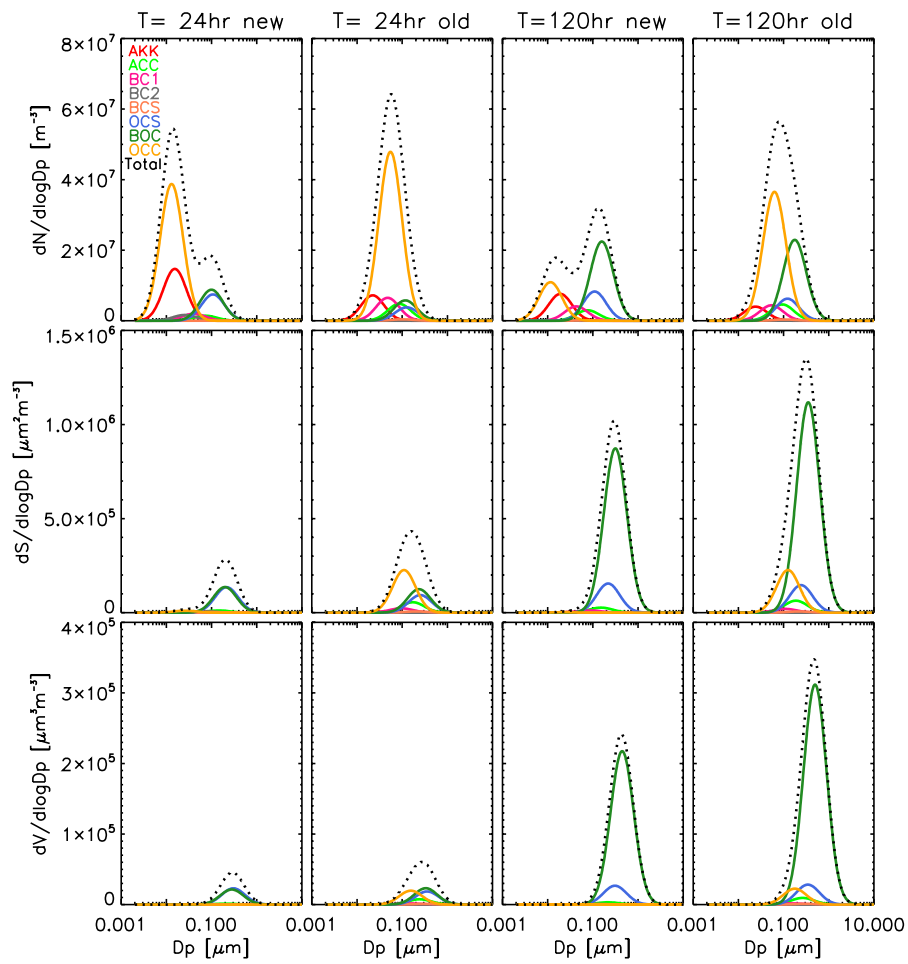 T= 24hr new T= 24hr old T=120hr new T=120hr old
8×10⁷
AKK
ACC
BC1
BC2
BCS
OCS
BOC
OCC
Total
6×10⁷
4×10⁷
2×10⁷
0
dN/dlogDp [m⁻³]
1.5×10⁶
1.0×10⁶
5.0×10⁵
0
dS/dlogDp [μm²m⁻³]
4×10⁵
3×10⁵
2×10⁵
1×10⁵
0
dV/dlogDp [μm³m⁻³]
0.001 0.100 0.001 0.100 0.001 0.100 0.001 0.100 10.000
Dp [μm] Dp [μm] Dp [μm] Dp [μm]